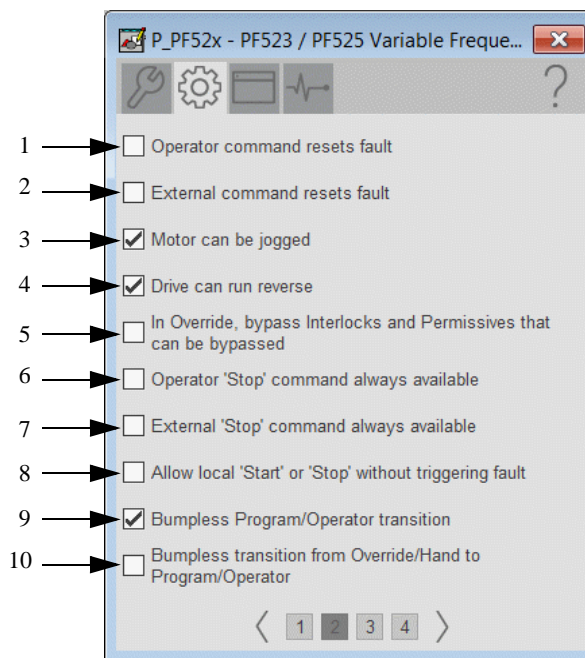 P_PF52x - PF523 / PF525 Variable Freque...
?
1 Operator command resets fault
2 External command resets fault
3 Motor can be jogged
4 Drive can run reverse
5 In Override, bypass Interlocks and Permissives that
can be bypassed
6 Operator 'Stop' command always available
7 External 'Stop' command always available
8 Allow local 'Start' or 'Stop' without triggering fault
9 Bumpless Program/Operator transition
10 Bumpless transition from Override/Hand to
Program/Operator
1 2 3 4